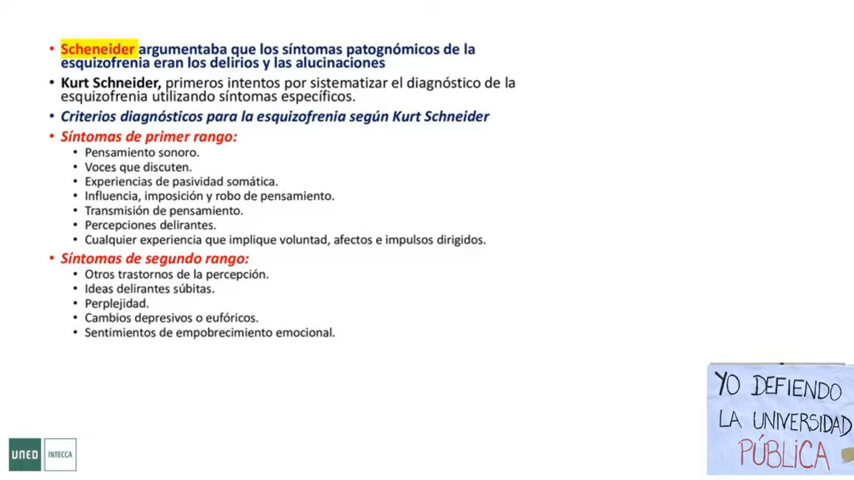 Scheneider argumentaba que los síntomas patognómicos de la
esquizofrenia eran los delirios y las alucinaciones
Kurt Schneider, primeros intentos por sistematizar el diagnóstico de la
esquizofrenia utilizando síntomas específicos.
Criterios diagnósticos para la esquizofrenia según Kurt Schneider
Síntomas de primer rango:
Pensamiento sonoro.
Voces que discuten.
Experiencias de pasividad somática.
Influencia, imposición y robo de pensamiento.
Transmisión de pensamiento.
Percepciones delirantes.
Cualquier experiencia que implique voluntad, afectos e impulsos dirigidos.
Síntomas de segundo rango:
Otros trastornos de la percepción.
Ideas delirantes súbitas.
Perplejidad.
Cambios depresivos o eufóricos.
Sentimientos de empobrecimiento emocional.
YO DEFIENDO
LA UNIVERSIDAD
PÚBLICA
UNED INTECCA